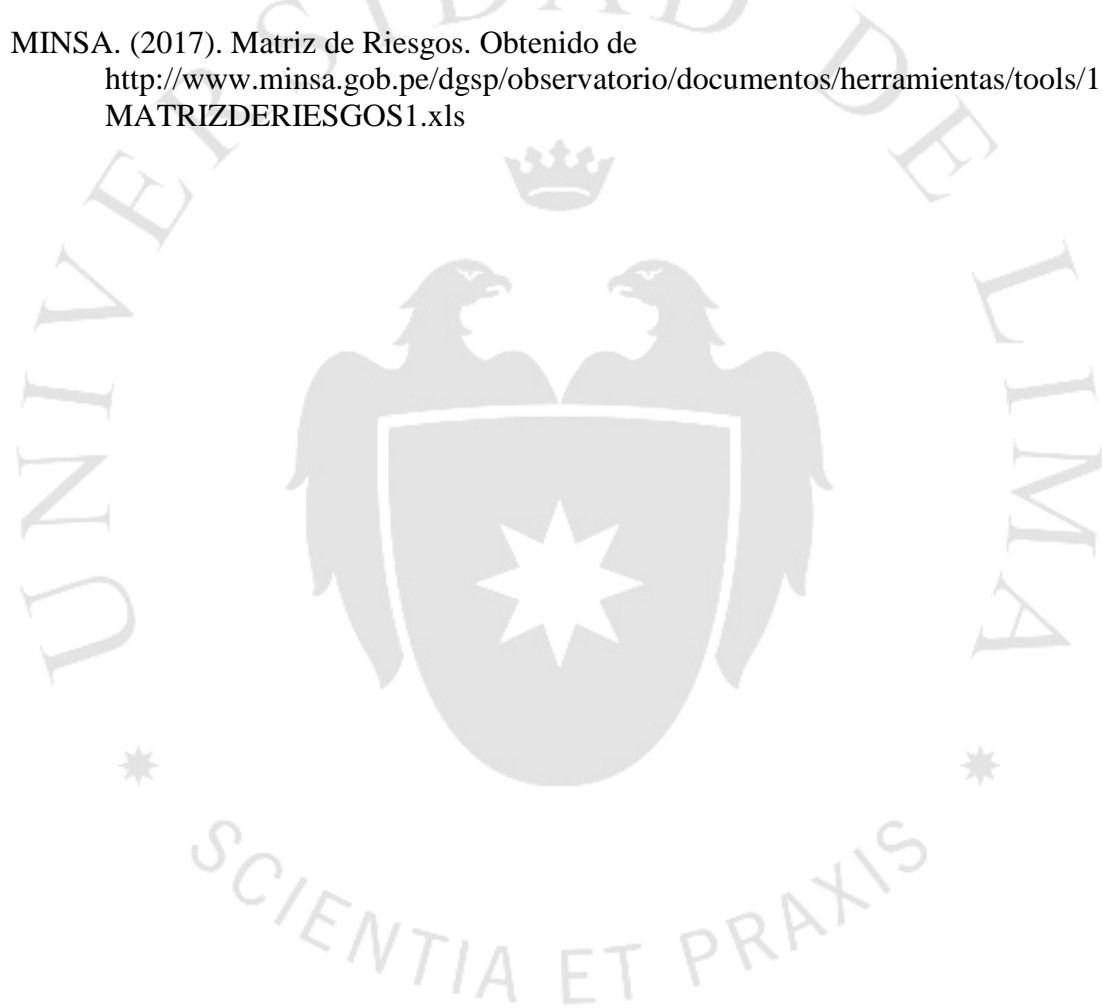 MINSA. (2017). Matriz de Riesgos. Obtenido de
http://www.minsa.gob.pe/dgsp/observatorio/documentos/herramientas/tools/1
MATRIZDERIESGOS1.xls
UNIVERSIDAD DE LIMA
SCIENTIA ET PRAXIS